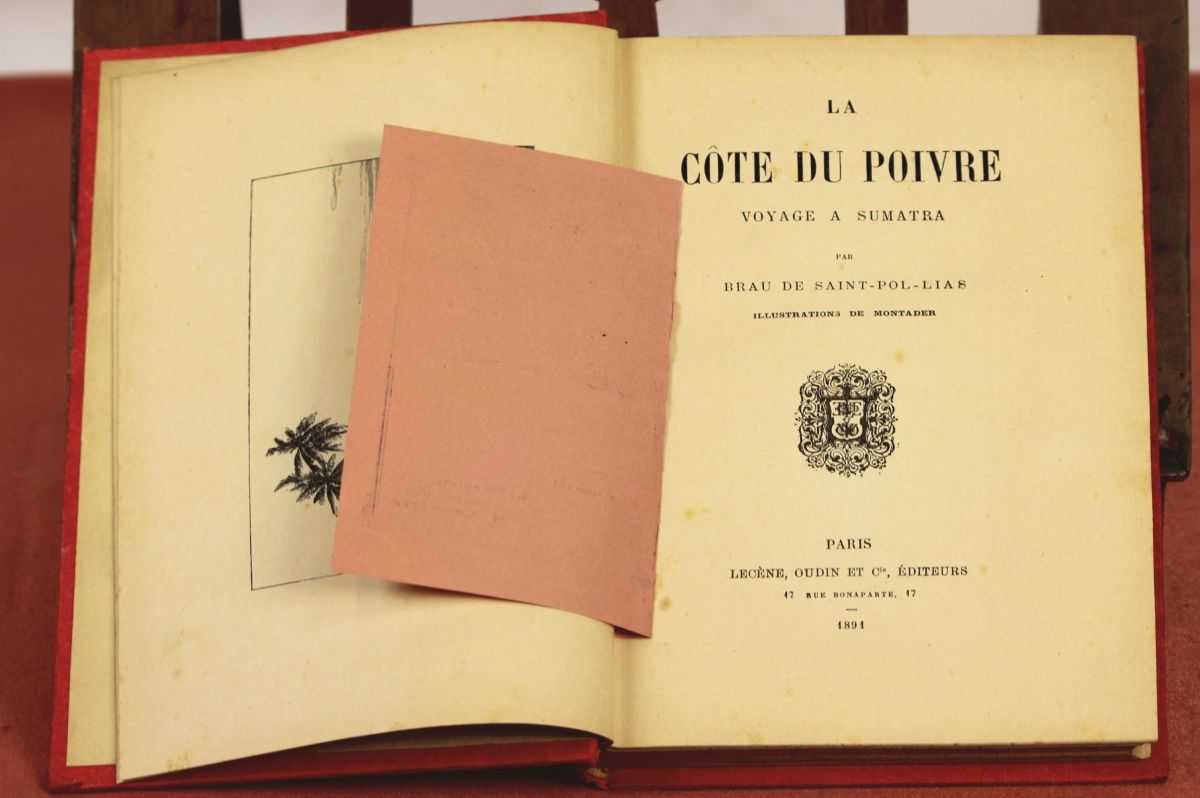 LA
CÔTE DU POIVRE
VOYAGE A SUMATRA
PAR
BRAU DE SAINT-POL-LIAS
ILLUSTRATIONS DE MONTADER
PARIS
LECÈNE, OUDIN ET Cie, ÉDITEURS
17 RUE BONAPARTE, 17
1891